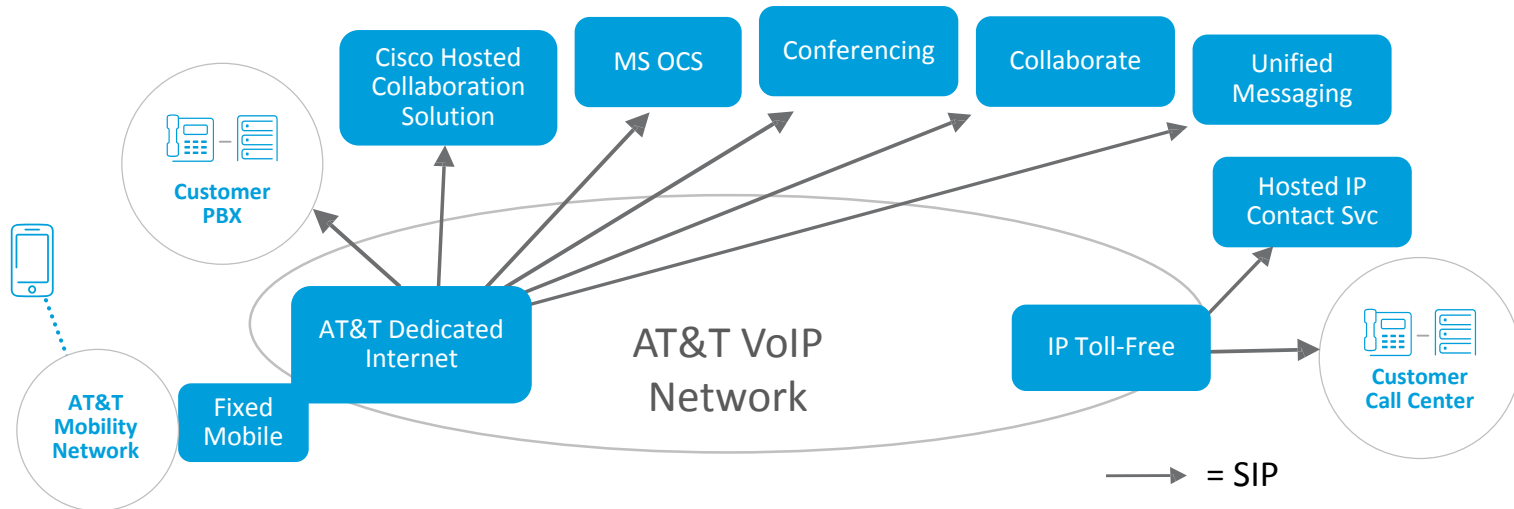 Cisco Hosted
Collaboration
Solution
MS OCS
Conferencing
Collaborate
Unified
Messaging
Customer
PBX
Hosted IP
Contact Svc
AT&T Dedicated
Internet
AT&T VoIP
Network
IP Toll-Free
Customer
Call Center
AT&T
Mobility
Network
Fixed
Mobile
= SIP